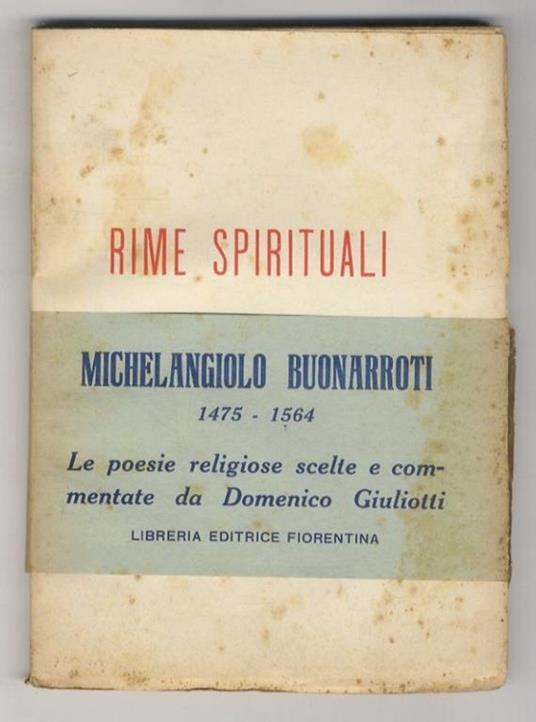 RIME SPIRITUALI
MICHELANGIOLO BUONARROTI
1475 - 1564
Le poesie religiose scelte e com-
mentate da Domenico Giuliotti
LIBRERIA EDITRICE FIORENTINA